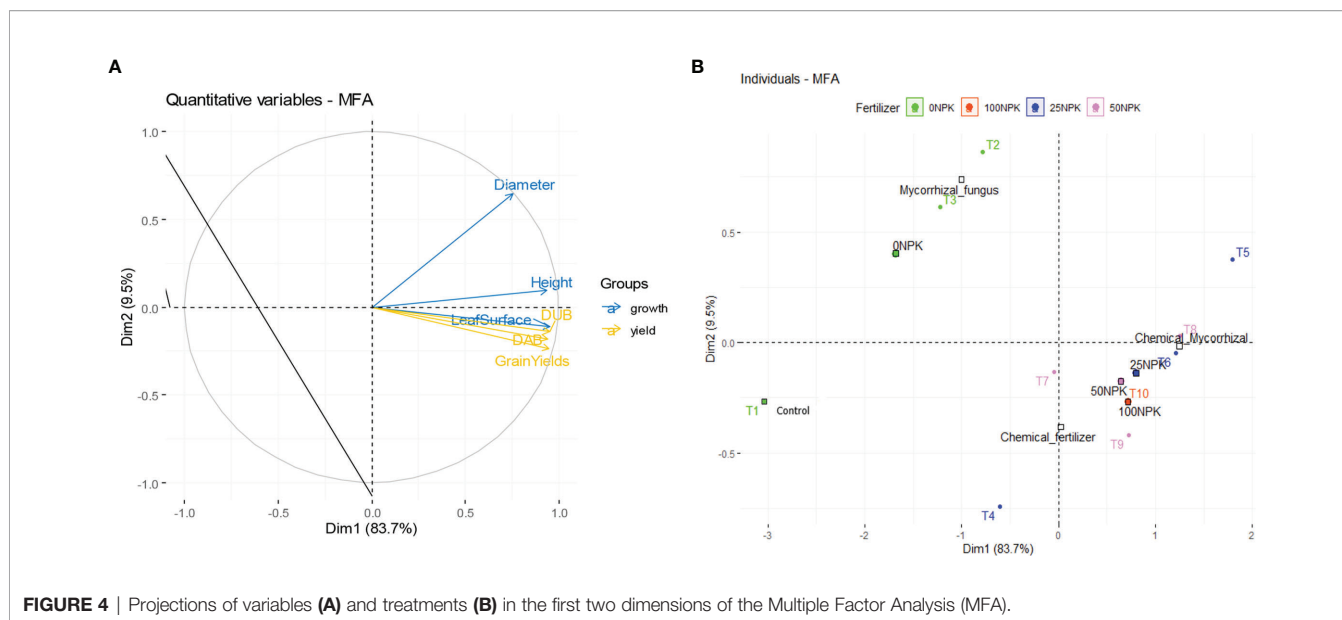 A
Quantitative variables - MFA
1.0
0.5
0.0
-0.5
-1.0
Dim2 (9.5%)
Diameter
Height
DUB
LeafSurface
DAB
GrainYields
-1.0 -0.5 0.0 0.5 1.0
Dim1 (83.7%)
Groups
a growth
a yield
B
Individuals - MFA
Fertilizer 0NPK 100NPK 25NPK 50NPK
0.5
0.0
-0.5
Dim2 (9.5%)
T2
Mycorrhizal_fungus
T3
0NPK
T5
T8
Chemical_Mycorrhizal
T6
25NPK
T7
50NPK
T10
100NPK
T1 Control
Chemical_fertilizer
T9
T4
-3 -2 -1 0 1 2
Dim1 (83.7%)
FIGURE 4 | Projections of variables (A) and treatments (B) in the first two dimensions of the Multiple Factor Analysis (MFA).